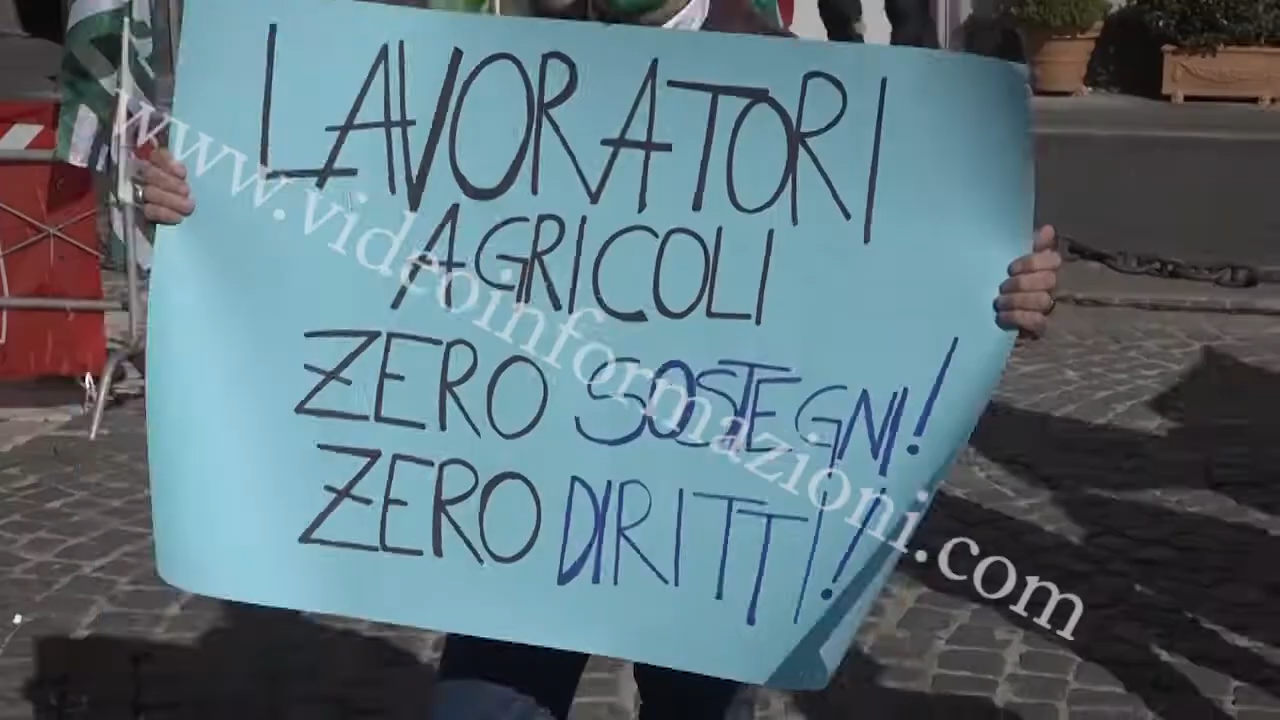 LAVORATORI
AGRICOLI
ZERO SOSTEGNI!
ZERO DIRITTI!
www.videoinformazioni.com